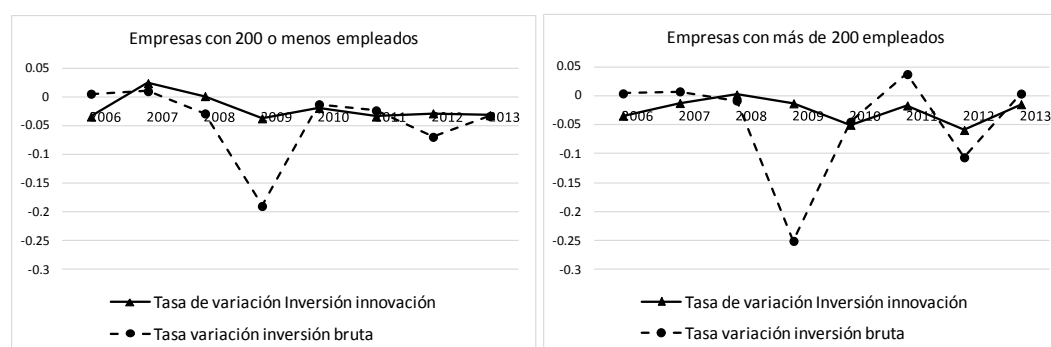 Empresas con 200 o menos empleados
0.05
0
-0.05
-0.1
-0.15
-0.2
-0.25
-0.3
2006 2007 2008 2009 2010 2011 2012 2013
Tasa de variación Inversión innovación
Tasa variación inversión bruta
Empresas con más de 200 empleados
0.05
0
-0.05
-0.1
-0.15
-0.2
-0.25
-0.3
2006 2007 2008 2009 2010 2011 2012 2013
Tasa de variación Inversión innovación
Tasa variación inversión bruta